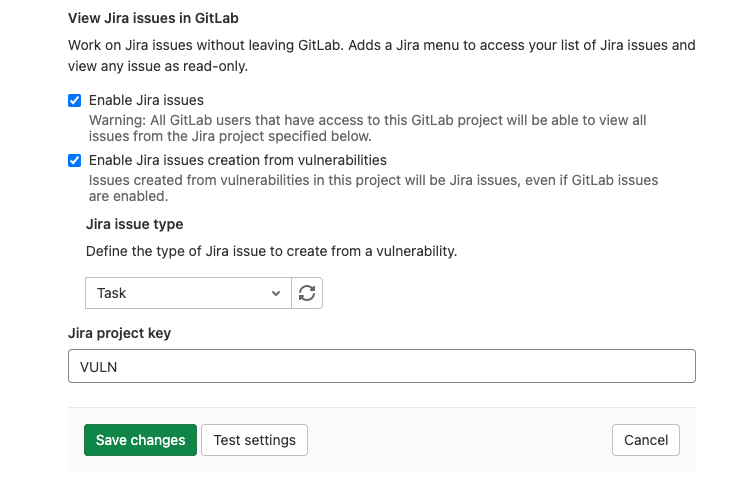 View Jira issues in GitLab
Work on Jira issues without leaving GitLab. Adds a Jira menu to access your list of Jira issues and
view any issue as read-only.
Enable Jira issues
Warning: All GitLab users that have access to this GitLab project will be able to view all
issues from the Jira project specified below.
Enable Jira issues creation from vulnerabilities
Issues created from vulnerabilities in this project will be Jira issues, even if GitLab issues
are enabled.
Jira issue type
Define the type of Jira issue to create from a vulnerability.
Task
Jira project key
VULN
Save changes Test settings Cancel